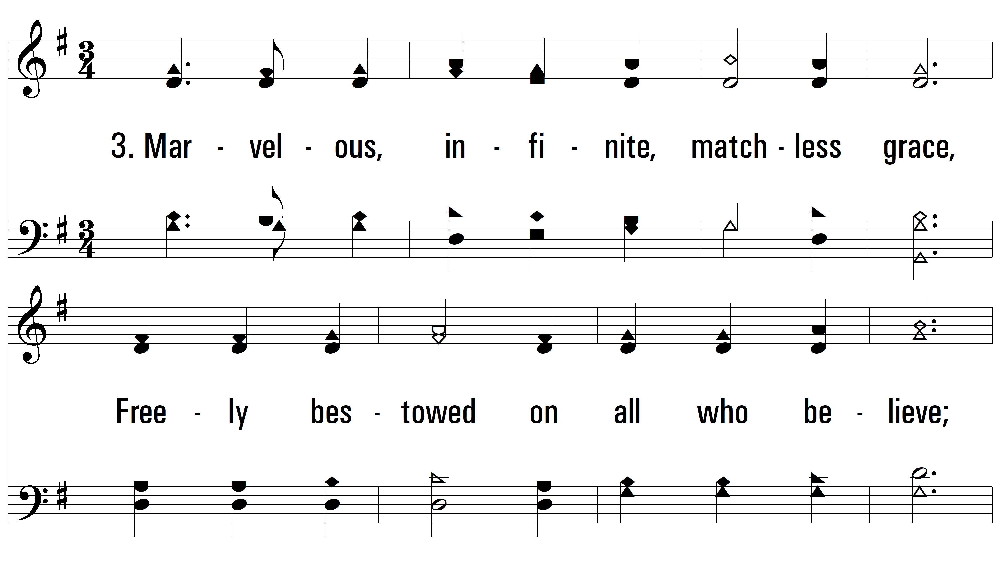 3. Mar - vel - ous, in - fi - nite, match - less grace,
Free - ly bes - towed on all who be - lieve;